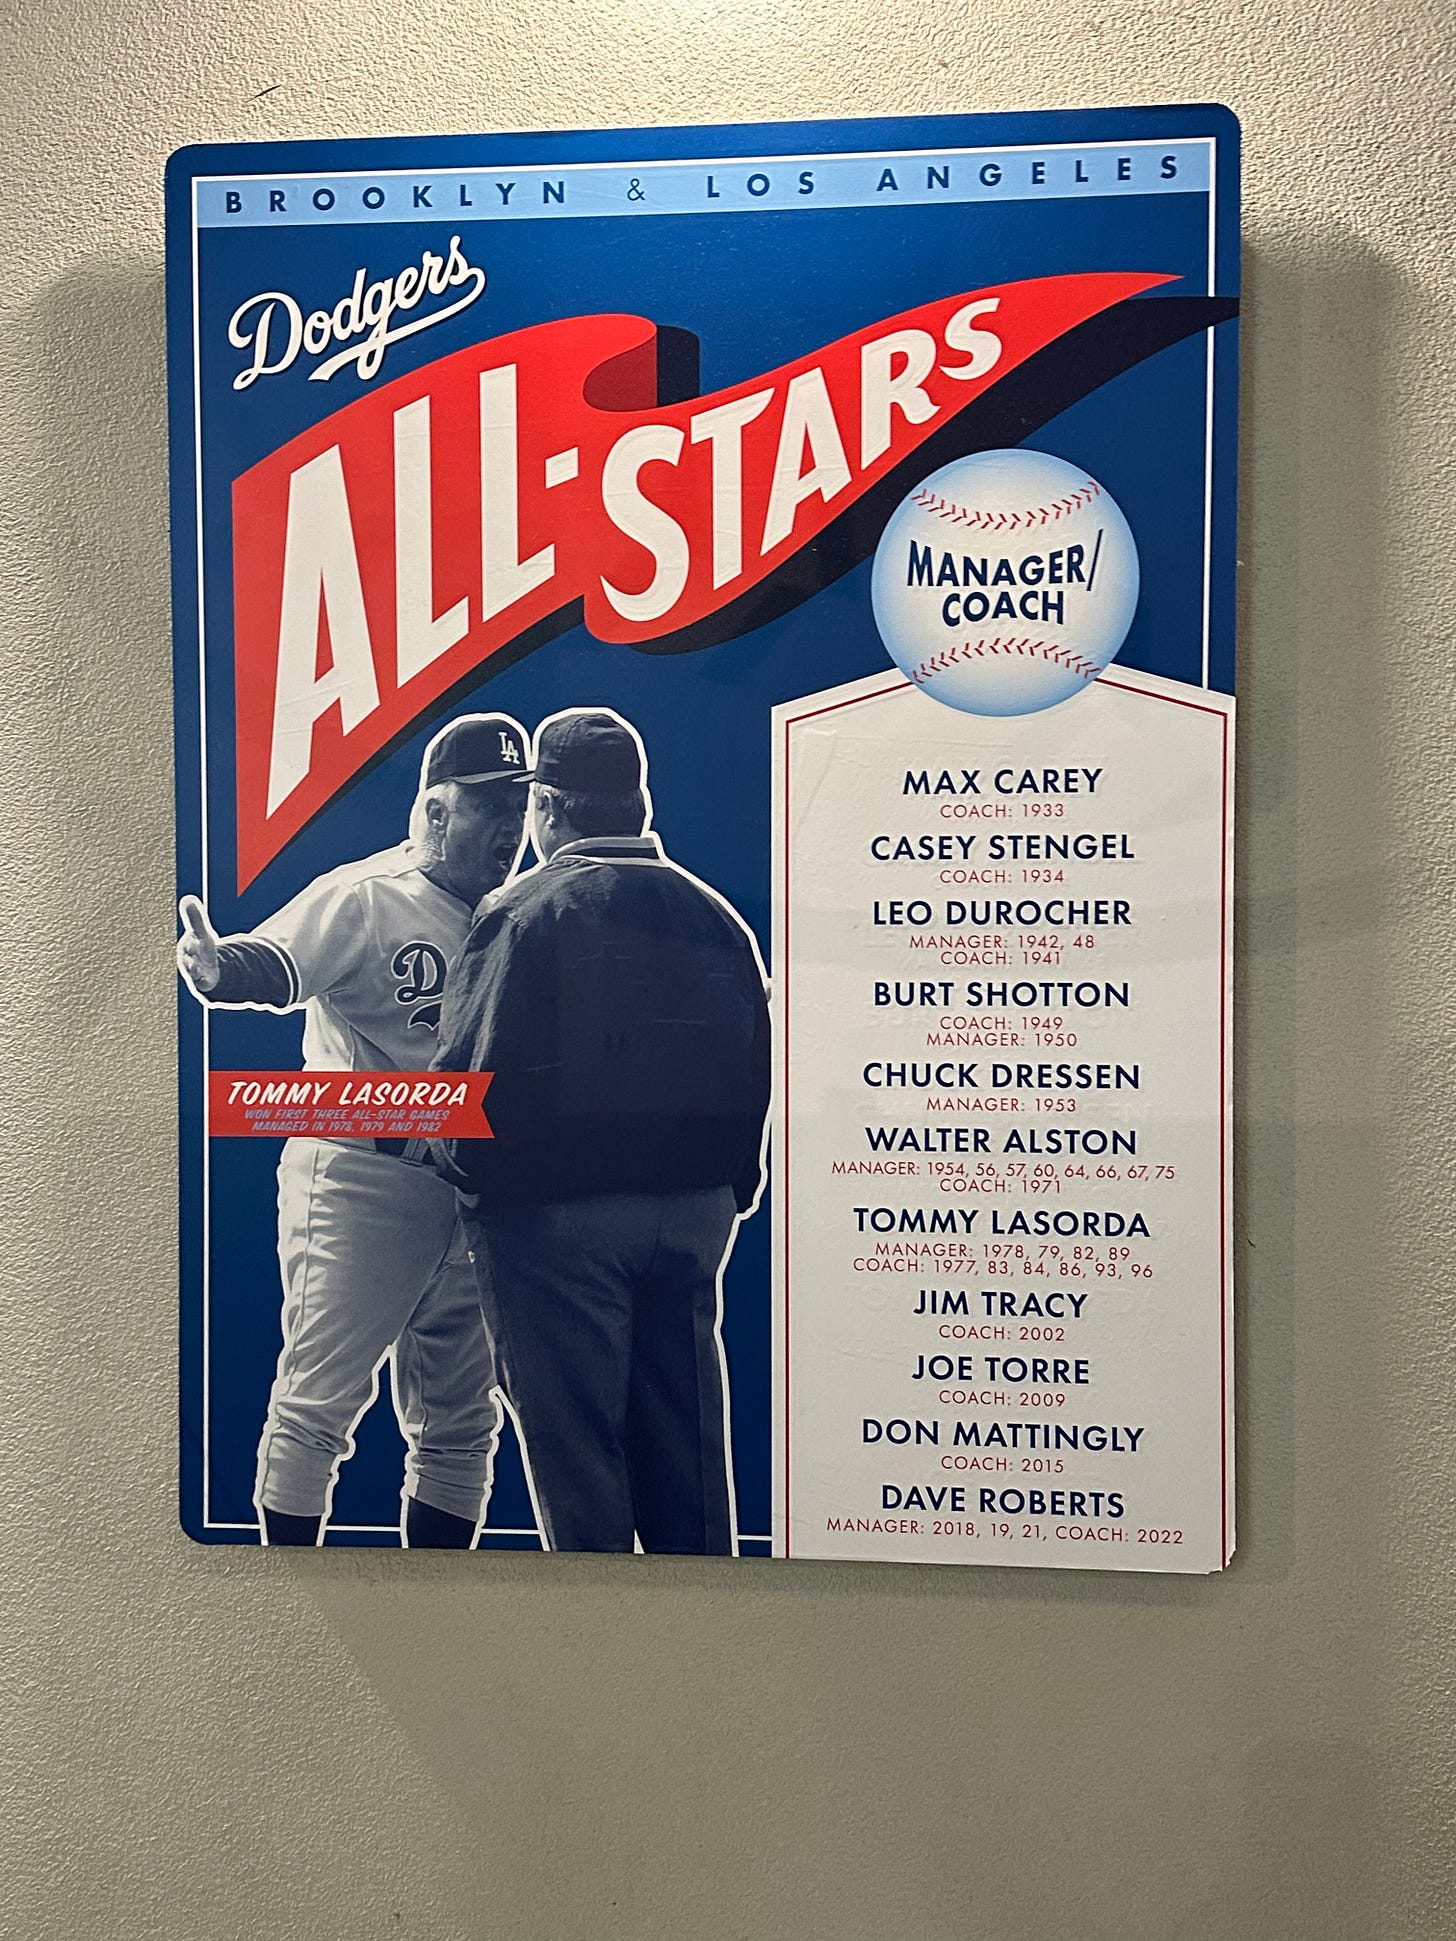 BROOKLYN & LOS ANGELES
Dodgers
ALL-STARS
MANAGER/
COACH
LA
D
TOMMY LASORDA
WON FIRST THREE ALL-STAR GAMES
MANAGED IN 1978, 1979 AND 1982
MAX CAREY
COACH: 1933
CASEY STENGEL
COACH: 1934
LEO DUROCHER
MANAGER: 1942, 48
COACH: 1941
BURT SHOTTON
COACH: 1949
MANAGER: 1950
CHUCK DRESSEN
MANAGER: 1953
WALTER ALSTON
MANAGER: 1954, 56, 57, 60, 64, 66, 67, 75
COACH: 1971
TOMMY LASORDA
MANAGER: 1978, 79, 82, 89
COACH: 1977, 83, 84, 86, 93, 96
JIM TRACY
COACH: 2002
JOE TORRE
COACH: 2009
DON MATTINGLY
COACH: 2015
DAVE ROBERTS
MANAGER: 2018, 19, 21, COACH: 2022